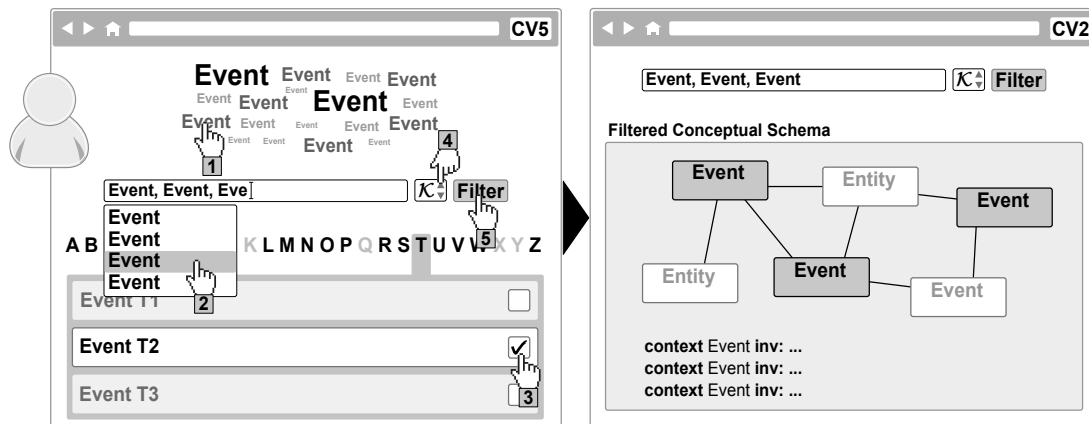 CV5
Event Event Event Event
Event Event Event Event Event
Event Event Event Event Event
Event Event Event Event
1
4
Event, Event, Eve K Filter
Event
Event
Event
Event
2
5
A B K L M N O P Q R S T U V W X Y Z
Event T1
Event T2
Event T3
3
CV2
Event, Event, Event K Filter
Filtered Conceptual Schema
Event
Entity
Event
Entity
Event
Event
context Event inv: ...
context Event inv: ...
context Event inv: ...